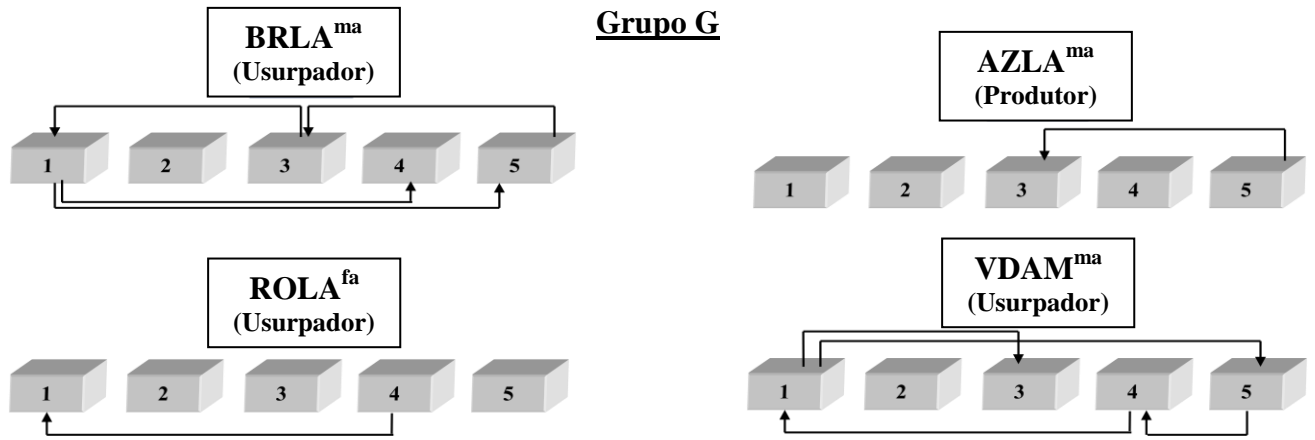 Grupo G
BRLA^ma
(Usurpador)
1 2 3 4 5
AZLA^ma
(Produtor)
1 2 3 4 5
ROLA^fa
(Usurpador)
1 2 3 4 5
VDAM^ma
(Usurpador)
1 2 3 4 5